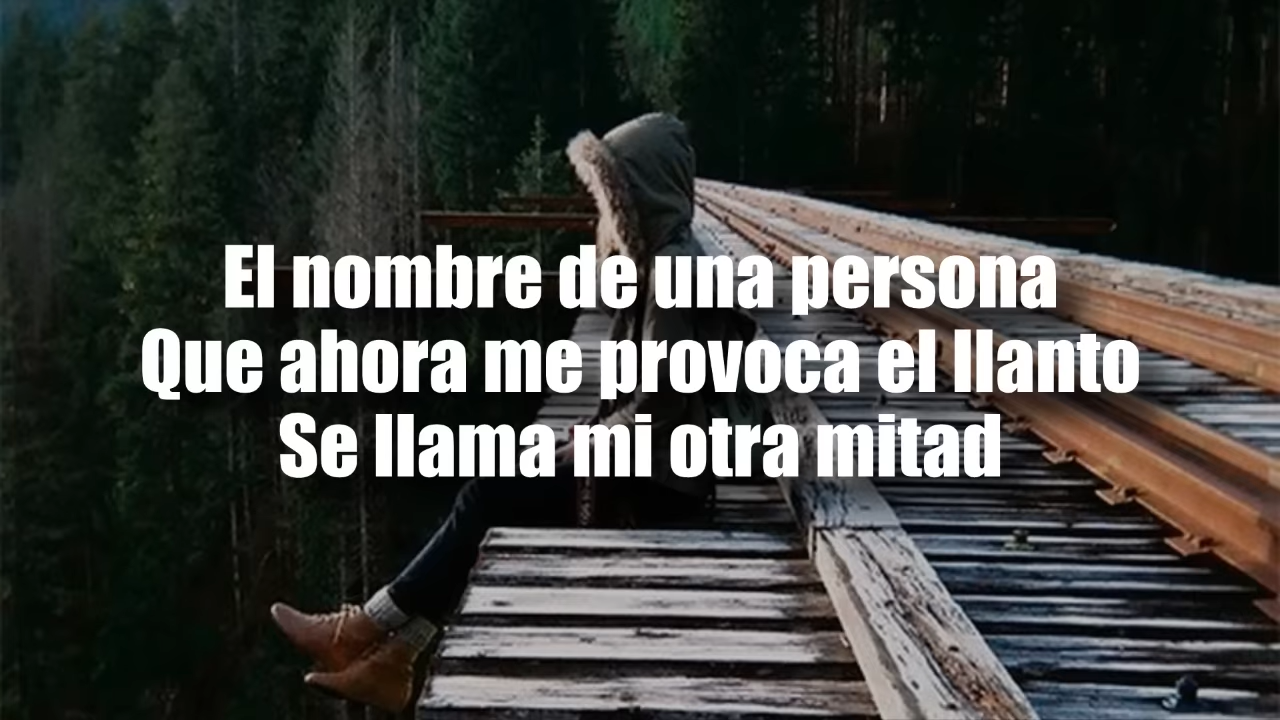 El nombre de una persona
Que ahora me provoca el llanto
Se llama mi otra mitad